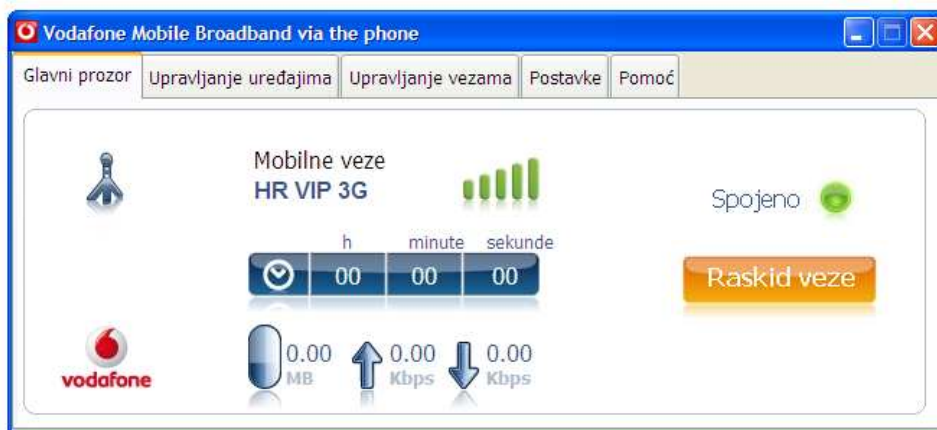 Vodafone Mobile Broadband via the phone
Glavni prozor Upravljanje uređajima Upravljanje vezama Postavke Pomoć
Mobilne veze
HR VIP 3G
Spojeno
h minute sekunde
00 00 00
Raskid veze
0.00 0.00 0.00
MB Kbps Kbps
vodafone